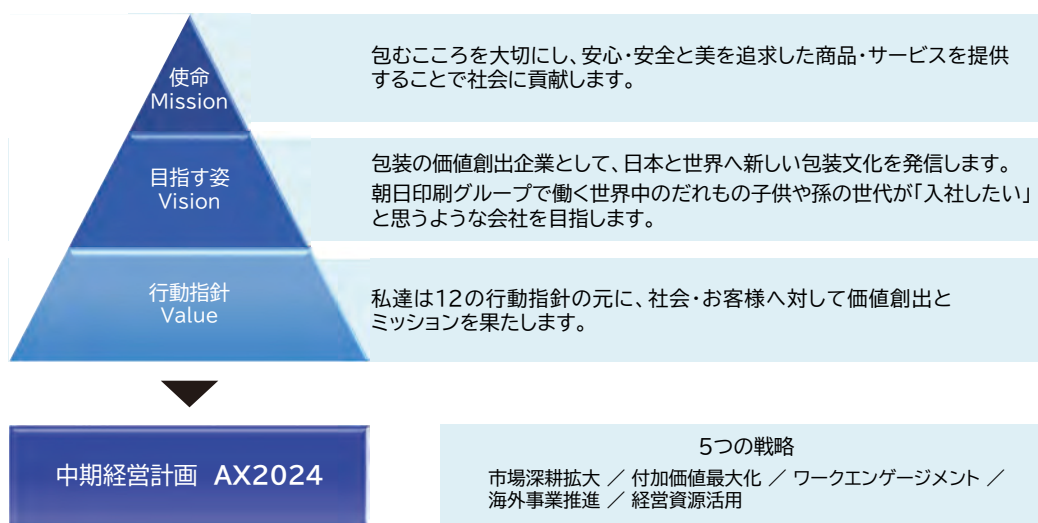 使命
Mission
包むこころを大切にし、安心・安全と美を追求した商品・サービスを提供
することで社会に貢献します。
目指す姿
Vision
包装の価値創出企業として、日本と世界へ新しい包装文化を発信します。
朝日印刷グループで働く世界中のだれもの子供や孫の世代が「入社したい」
と思うような会社を目指します。
行動指針
Value
私達は12の行動指針の元に、社会・お客様へ対して価値創出と
ミッションを果たします。
中期経営計画 AX2024
5つの戦略
市場深耕拡大 ／ 付加価値最大化 ／ ワークエンゲージメント ／
海外事業推進 ／ 経営資源活用